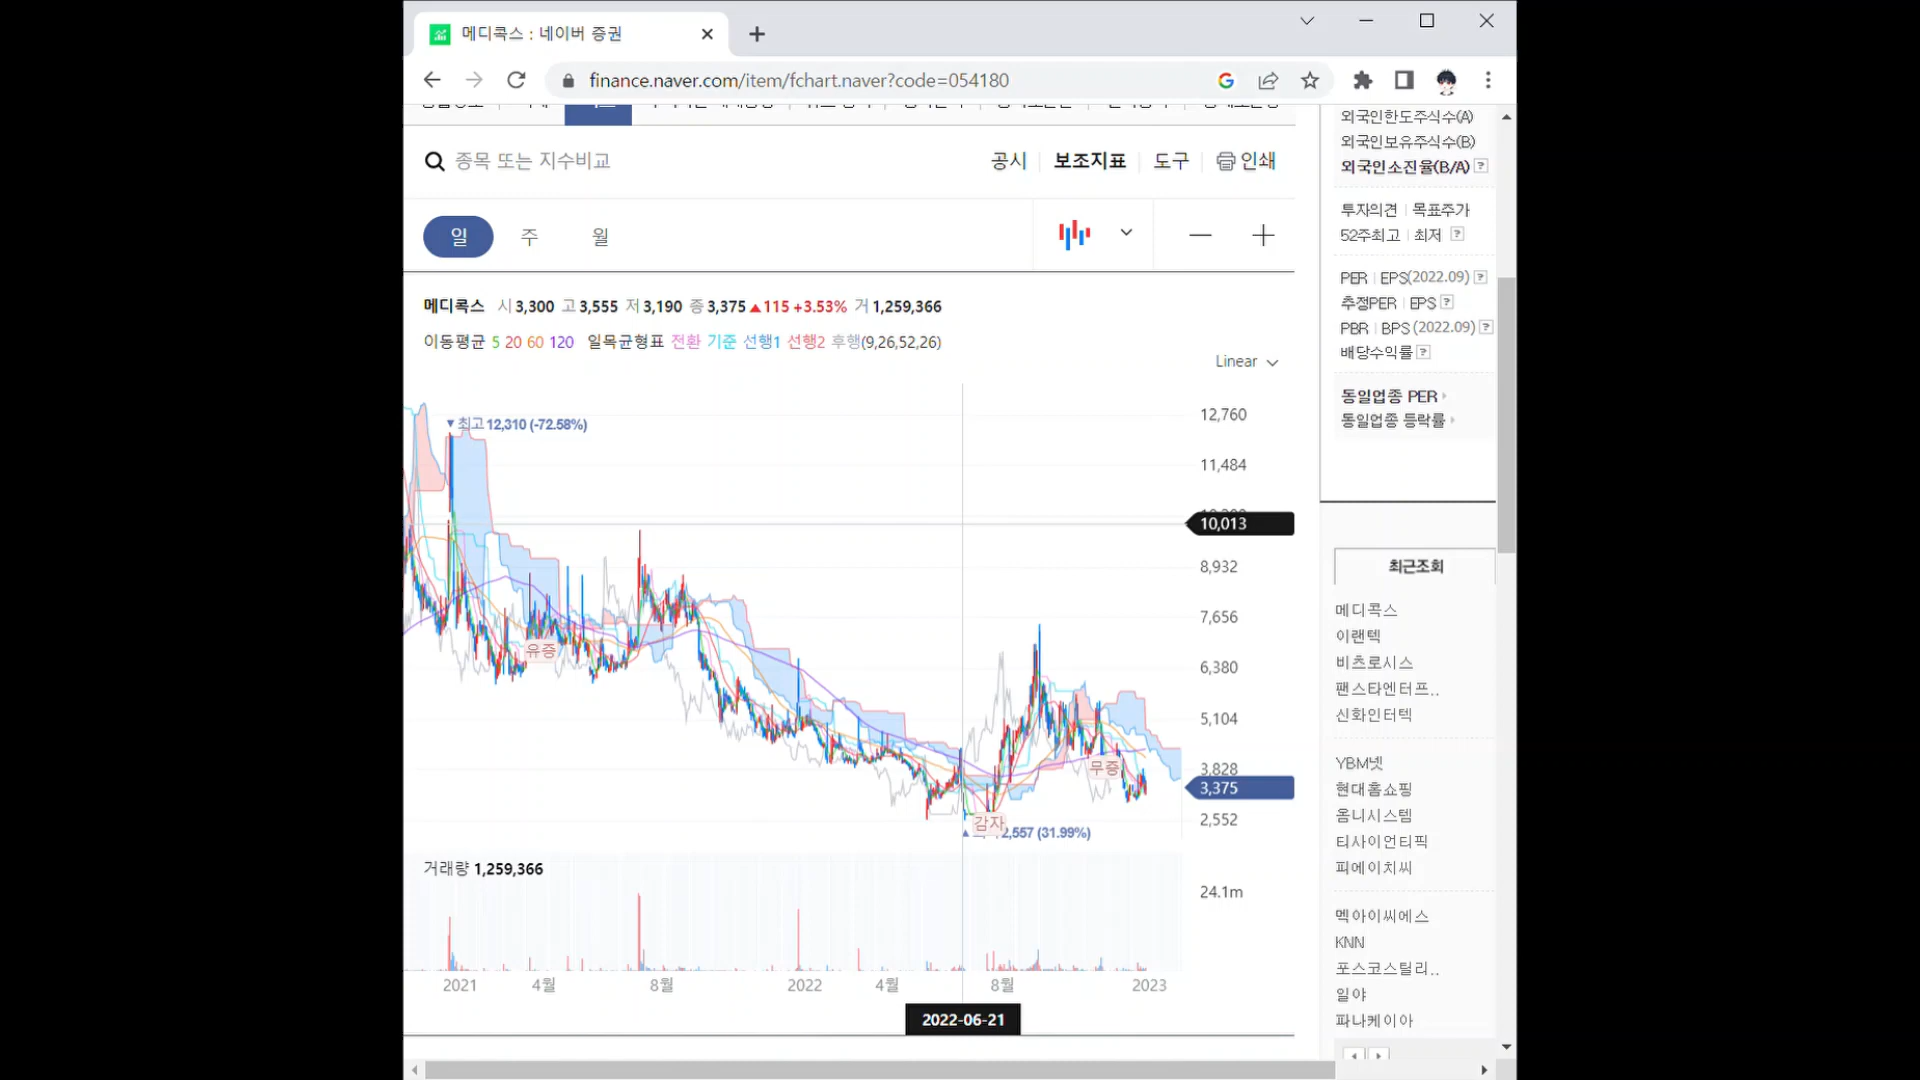 메디콕스 : 네이버 증권
finance.naver.com/item/fchart.naver?code=054180
종목 또는 지수비교
공시 보조지표 도구 인쇄
일 주 월
메디콕스 시 3,300 고 3,555 저 3,190 종 3,375 ▲115 +3.53% 거 1,259,366
이동평균 5 20 60 120 일목균형표 전환 기준 선행1 선행2 후행(9,26,52,26)
Linear
▼최고 12,310 (-72.58%)
12,760
11,484
10,013
8,932
7,656
6,380
5,104
3,828
3,375
2,552
유증
무증
감자
2,557 (31.99%)
거래량 1,259,366
24.1m
2021 4월 8월 2022 4월 8월 2023
2022-06-21
외국인한도주식수(A)
외국인보유주식수(B)
외국인소진율(B/A) ?
투자의견 | 목표주가
52주최고 | 최저 ?
PER | EPS(2022.09) ?
추정PER | EPS ?
PBR | BPS (2022.09) ?
배당수익률 ?
동일업종 PER
동일업종 등락률
최근조회
메디콕스
이랜텍
비츠로시스
팬스타엔터프..
신화인터텍
YBM넷
현대홈쇼핑
옴니시스템
티사이언티픽
피에이치씨
멕아이씨에스
KNN
포스코스틸리..
일야
파나케이아